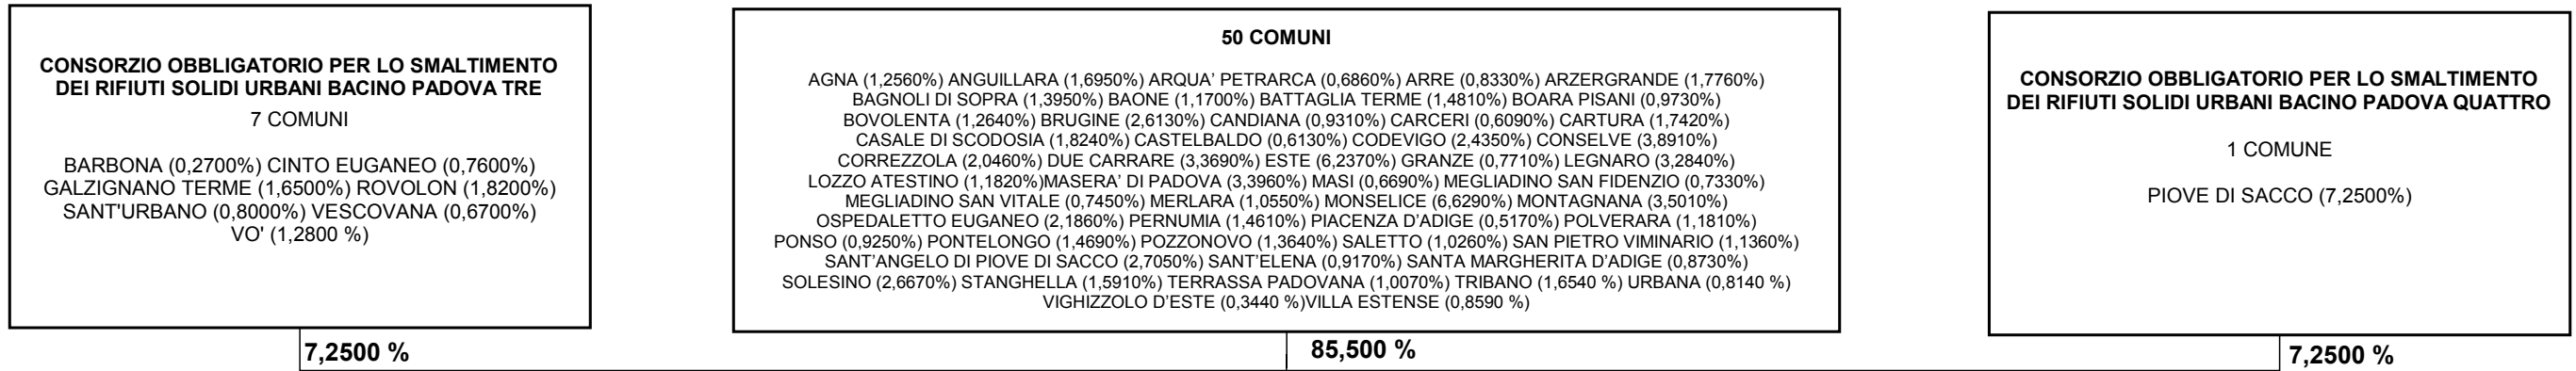 CONSORZIO OBBLIGATORIO PER LO SMALTIMENTO
DEI RIFIUTI SOLIDI URBANI BACINO PADOVA TRE
7 COMUNI
BARBONA (0,2700%) CINTO EUGANEO (0,7600%)
GALZIGNANO TERME (1,6500%) ROVOLON (1,8200%)
SANT'URBANO (0,8000%) VESCOVANA (0,6700%)
VO' (1,2800 %)
7,2500 %
50 COMUNI
AGNA (1,2560%) ANGUILLARA (1,6950%) ARQUA' PETRARCA (0,6860%) ARRE (0,8330%) ARZERGRANDE (1,7760%)
BAGNOLI DI SOPRA (1,3950%) BAONE (1,1700%) BATTAGLIA TERME (1,4810%) BOARA PISANI (0,9730%)
BOVOLENTA (1,2640%) BRUGINE (2,6130%) CANDIANA (0,9310%) CARCERI (0,6090%) CARTURA (1,7420%)
CASALE DI SCODOSIA (1,8240%) CASTELBALDO (0,6130%) CODEVIGO (2,4350%) CONSELVE (3,8910%)
CORREZZOLA (2,0460%) DUE CARRARE (3,3690%) ESTE (6,2370%) GRANZE (0,7710%) LEGNARO (3,2840%)
LOZZO ATESTINO (1,1820%)MASERA' DI PADOVA (3,3960%) MASI (0,6690%) MEGLIADINO SAN FIDENZIO (0,7330%)
MEGLIADINO SAN VITALE (0,7450%) MERLARA (1,0550%) MONSELICE (6,6290%) MONTAGNANA (3,5010%)
OSPEDALETTO EUGANEO (2,1860%) PERNUMIA (1,4610%) PIACENZA D'ADIGE (0,5170%) POLVERARA (1,1810%)
PONSO (0,9250%) PONTELONGO (1,4690%) POZZONOVO (1,3640%) SALETTO (1,0260%) SAN PIETRO VIMINARIO (1,1360%)
SANT'ANGELO DI PIOVE DI SACCO (2,7050%) SANT'ELENA (0,9170%) SANTA MARGHERITA D'ADIGE (0,8730%)
SOLESINO (2,6670%) STANGHELLA (1,5910%) TERRASSA PADOVANA (1,0070%) TRIBANO (1,6540 %) URBANA (0,8140 %)
VIGHIZZOLO D'ESTE (0,3440 %)VILLA ESTENSE (0,8590 %)
85,500 %
CONSORZIO OBBLIGATORIO PER LO SMALTIMENTO
DEI RIFIUTI SOLIDI URBANI BACINO PADOVA QUATTRO
1 COMUNE
PIOVE DI SACCO (7,2500%)
7,2500 %